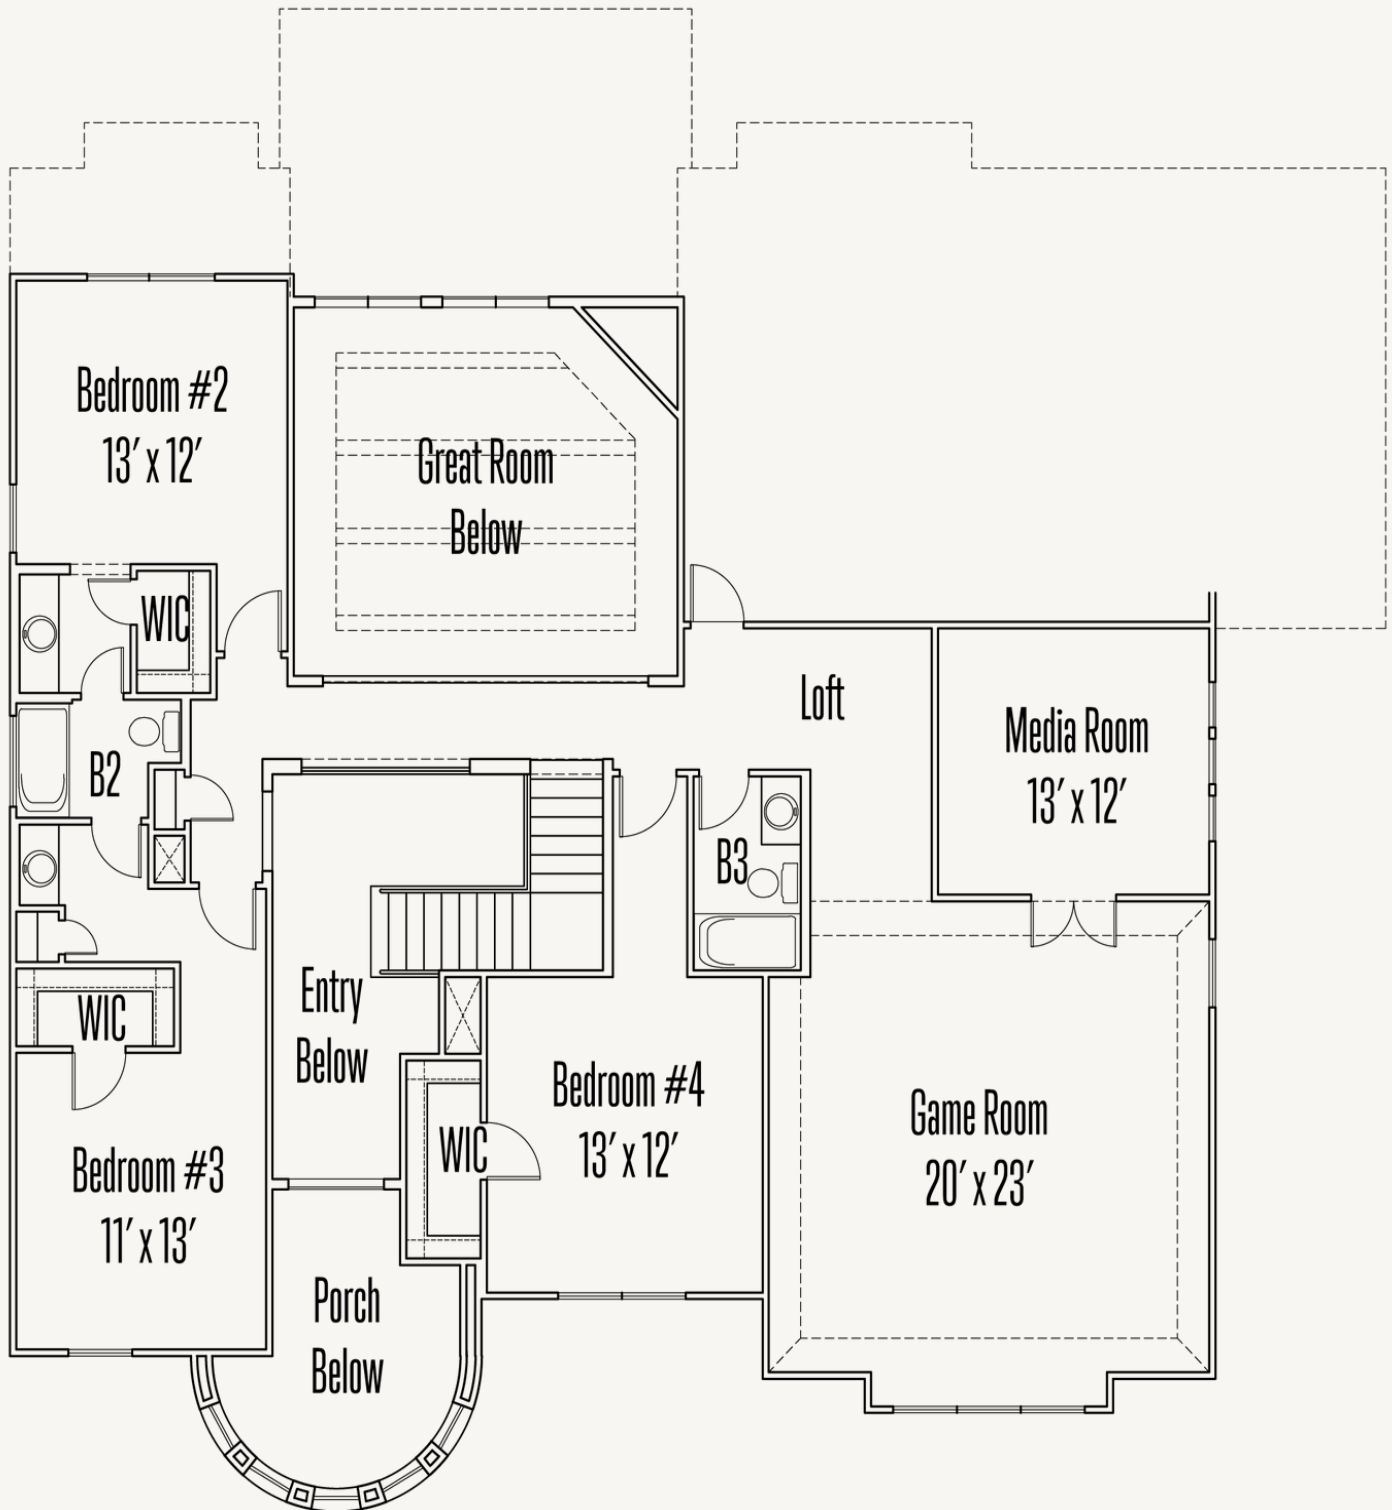 Bedroom #2
13′ x 12′
Great Room
Below
WIC
Loft
Media Room
13′ x 12′
B2
B3
Entry
Below
WIC
Bedroom #4
13′ x 12′
WIC
Game Room
20′ x 23′
Bedroom #3
11′ x 13′
Porch
Below